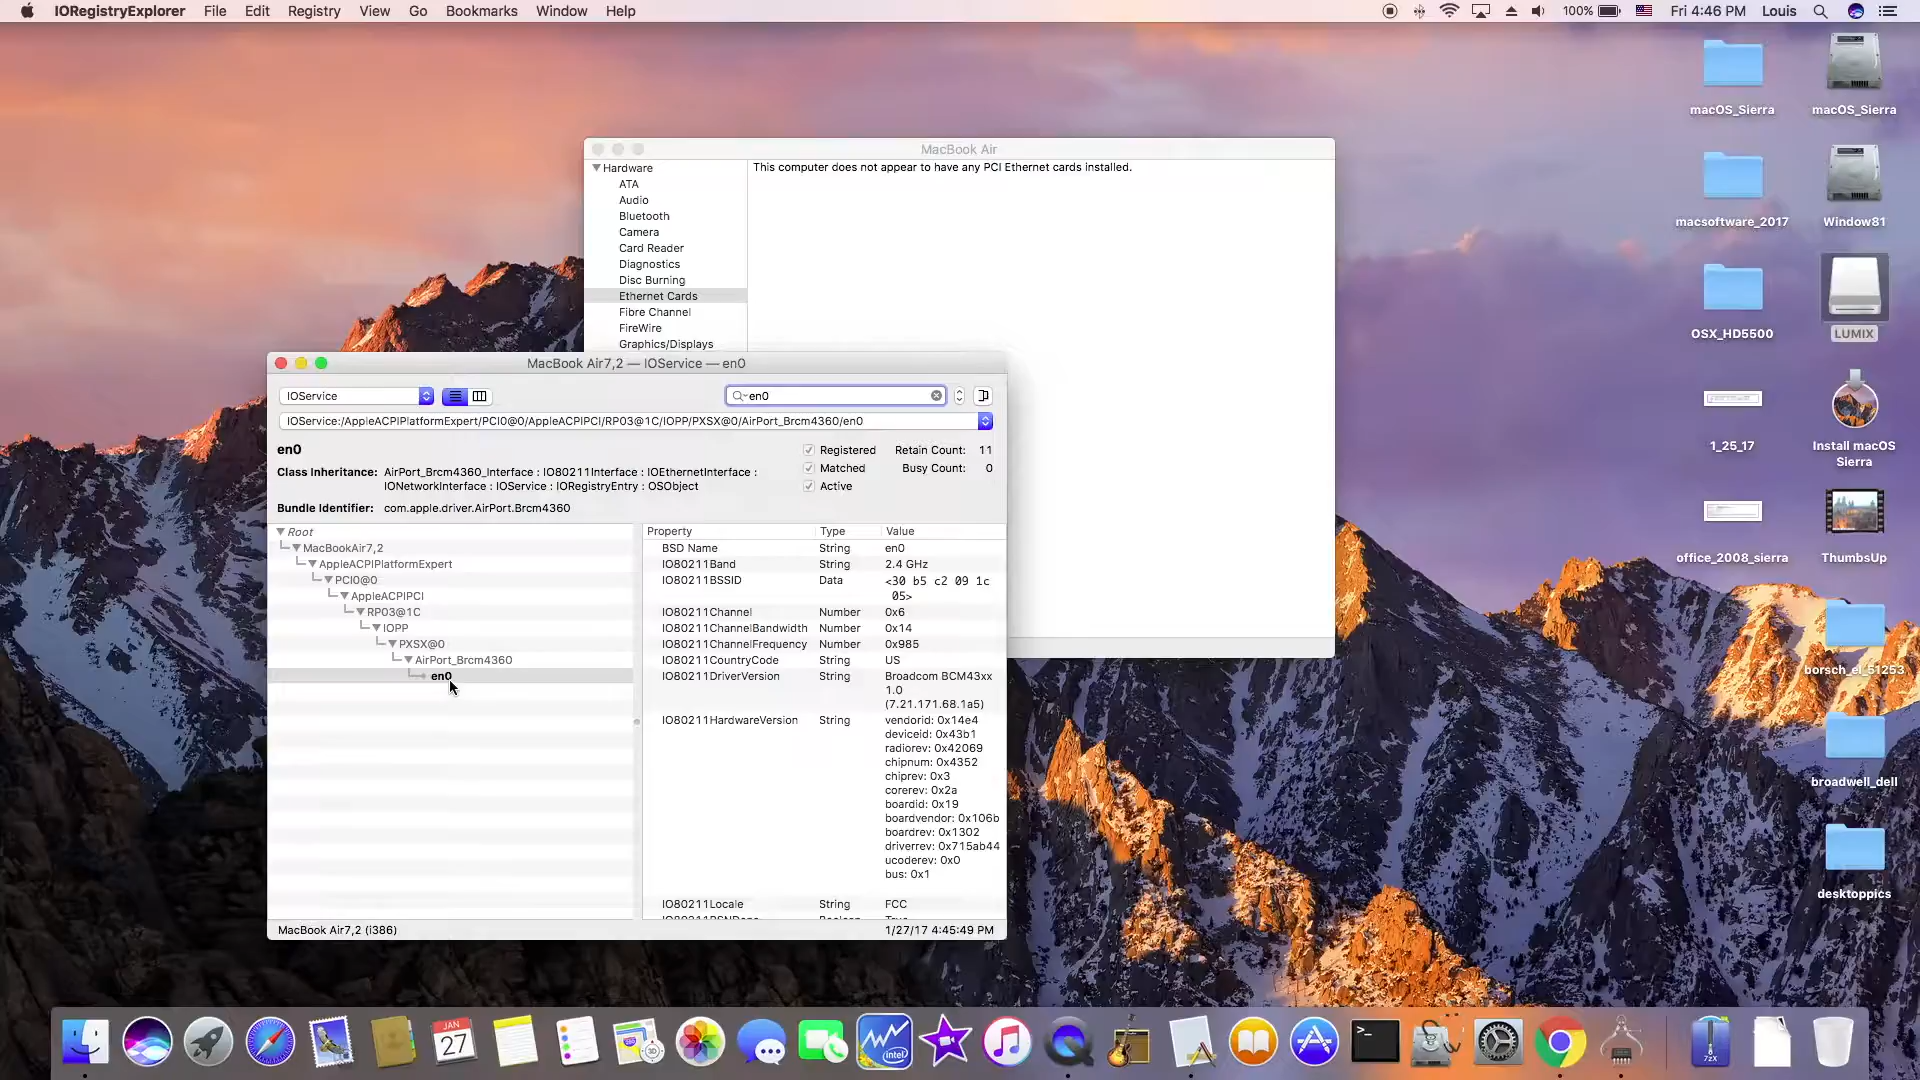 IORegistryExplorer File Edit Registry View Go Bookmarks Window Help
100% Fri 4:46 PM Louis
macOS_Sierra macOS_Sierra
macsoftware_2017 Window81
OSX_HD5500 LUMIX
1_25_17 Install macOS
Sierra
office_2008_sierra ThumbsUp
borsch_el_51253
broadwell_dell
desktoppics
MacBook Air
Hardware
ATA
Audio
Bluetooth
Camera
Card Reader
Diagnostics
Disc Burning
Ethernet Cards
Fibre Channel
FireWire
Graphics/Displays
This computer does not appear to have any PCI Ethernet cards installed.
MacBook Air7,2 — IOService — en0
IOService
en0
IOService:/AppleACPIPlatformExpert/PCI0@0/AppleACPIPCI/RP03@1C/IOPP/PXSX@0/AirPort_Brcm4360/en0
en0
Registered Retain Count: 11
Class Inheritance: AirPort_Brcm4360_Interface : IO80211Interface : IOEthernetInterface :
IONetworkInterface : IOService : IORegistryEntry : OSObject
Matched Busy Count: 0
Active
Bundle Identifier: com.apple.driver.AirPort.Brcm4360
Root
MacBookAir7,2
AppleACPIPlatformExpert
PCI0@0
AppleACPIPCI
RP03@1C
IOPP
PXSX@0
AirPort_Brcm4360
en0
Property Type Value
BSD Name String en0
IO80211Band String 2.4 GHz
IO80211BSSID Data <30 b5 c2 09 1c
05>
IO80211Channel Number 0x6
IO80211ChannelBandwidth Number 0x14
IO80211ChannelFrequency Number 0x985
IO80211CountryCode String US
IO80211DriverVersion String Broadcom BCM43xx
1.0
(7.21.171.68.1a5)
IO80211HardwareVersion String vendorid: 0x14e4
deviceid: 0x43b1
radiorev: 0x42069
chipnum: 0x4352
chiprev: 0x3
corerev: 0x2a
boardid: 0x19
boardvendor: 0x106b
boardrev: 0x1302
driverrev: 0x715ab44
ucoderev: 0x0
bus: 0x1
IO80211Locale String FCC
MacBook Air7,2 (i386) 1/27/17 4:45:49 PM
JAN
27
3D
intel
>_
7zX